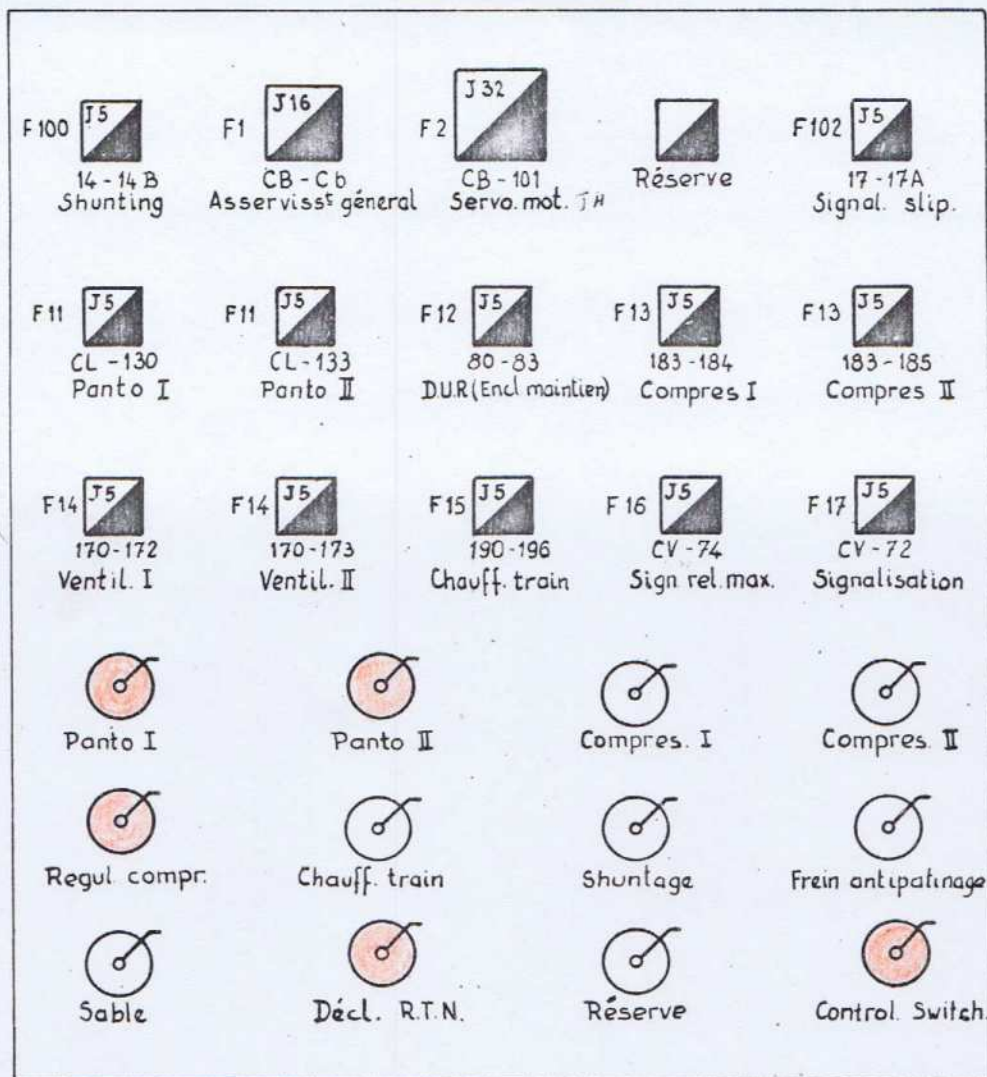 F100 J5 F1 J16 F2 J32 F102 J5
14-14B CB-Cb CB-101 Réserve 17-17A
Shunting Asservisst général Servo. mot. JH Signal. slip.
F11 J5 F11 J5 F12 J5 F13 J5 F13 J5
CL-130 CL-133 80-83 183-184 183-185
Panto I Panto II D.U.R (Encl maintien) Compres I Compres II
F14 J5 F14 J5 F15 J5 F16 J5 F17 J5
170-172 170-173 190-196 CV-74 CV-72
Ventil. I Ventil. II Chauff. train Sign rel. max. Signalisation
Panto I Panto II Compres. I Compres. II
Regul compr. Chauff. train Shuntage Frein antipatinage
Sable Décl. R.T.N. Réserve Control. Switch.